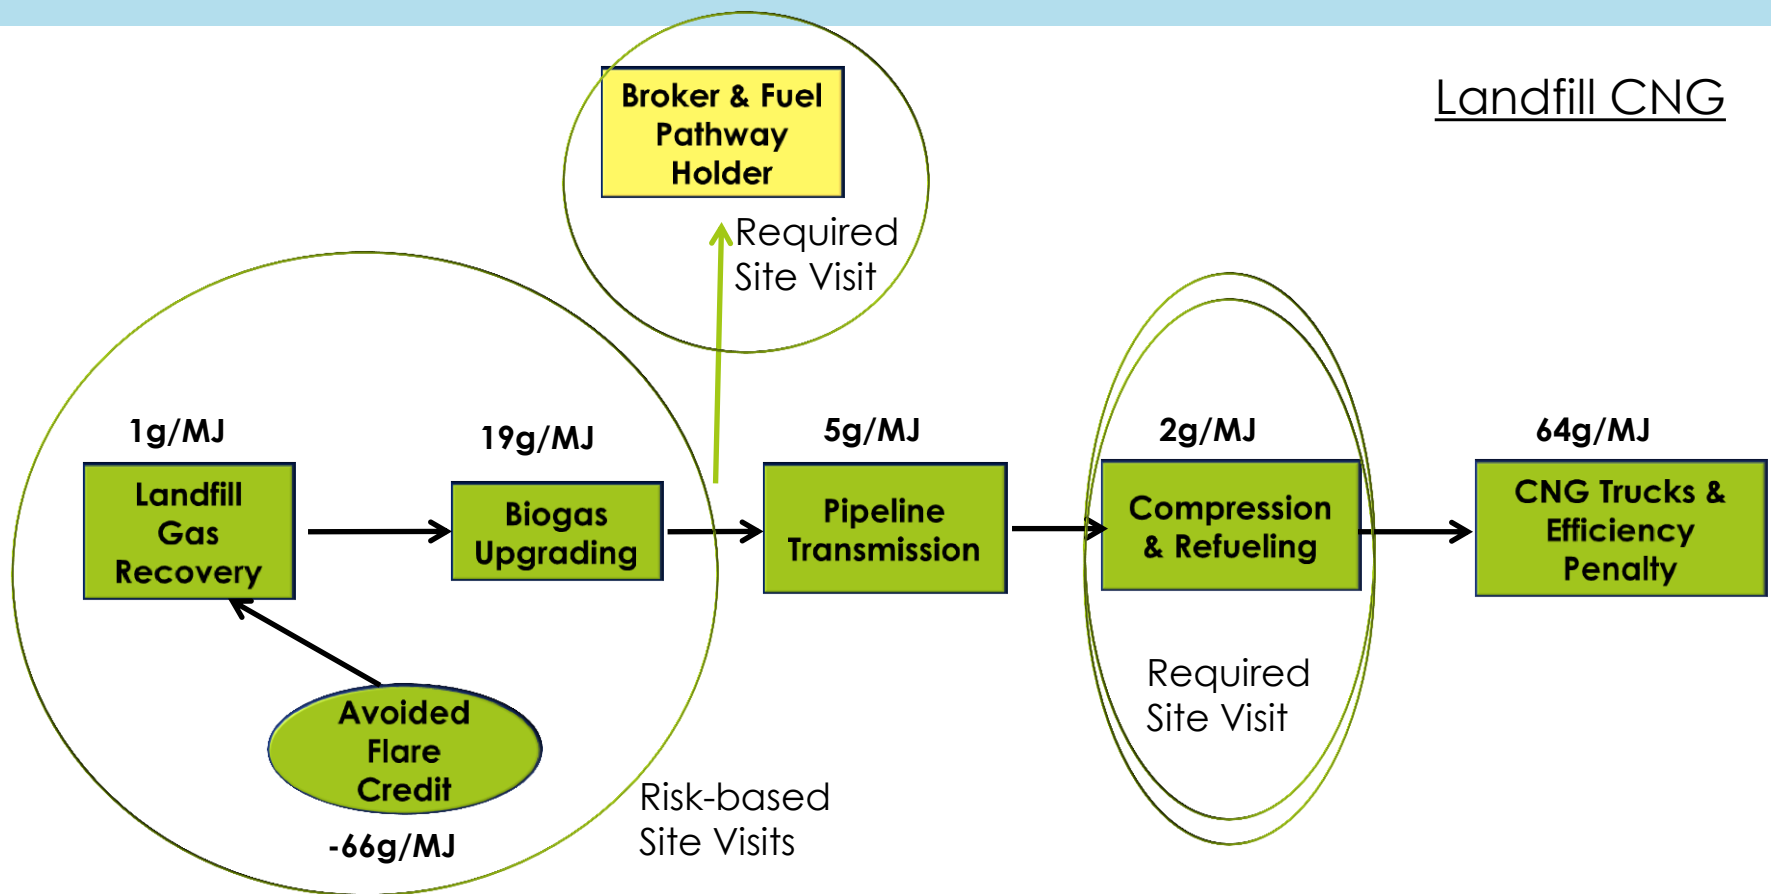 Landfill CNG
Broker & Fuel
Pathway
Holder
Required
Site Visit
1g/MJ
19g/MJ
5g/MJ
2g/MJ
64g/MJ
Landfill
Gas
Recovery
Biogas
Upgrading
Pipeline
Transmission
Compression
& Refueling
CNG Trucks &
Efficiency
Penalty
Avoided
Flare
Credit
-66g/MJ
Risk-based
Site Visits
Required
Site Visit